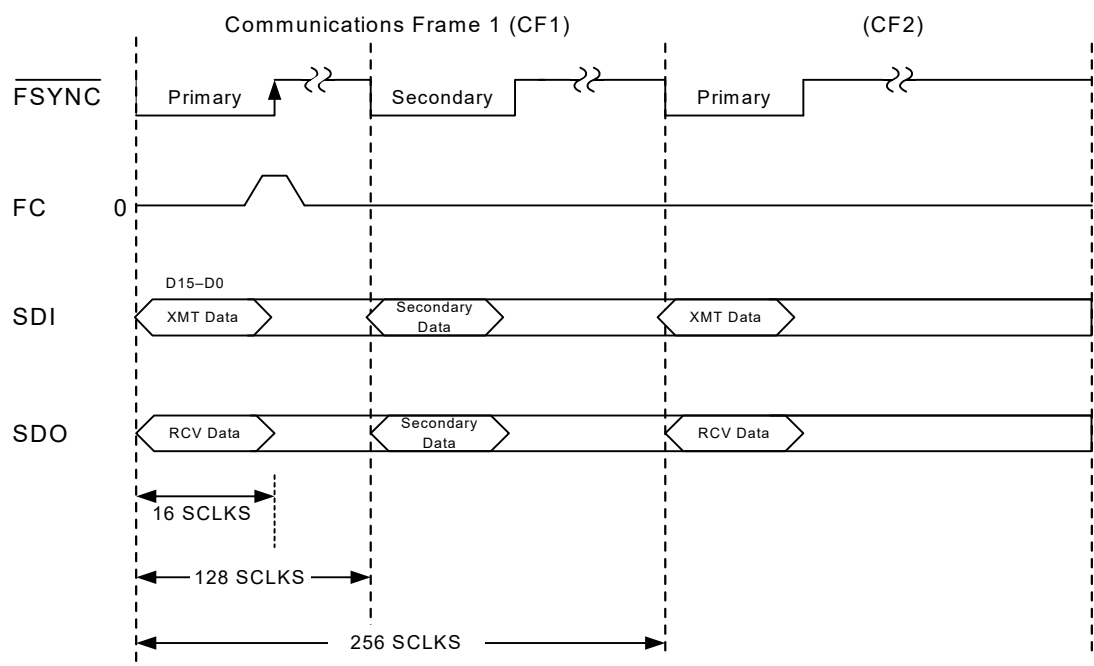 Communications Frame 1 (CF1) (CF2)
FSYNC Primary Secondary Primary
FC 0
D15–D0
SDI XMT Data Secondary Data XMT Data
SDO RCV Data Secondary Data RCV Data
16 SCLKS
128 SCLKS
256 SCLKS